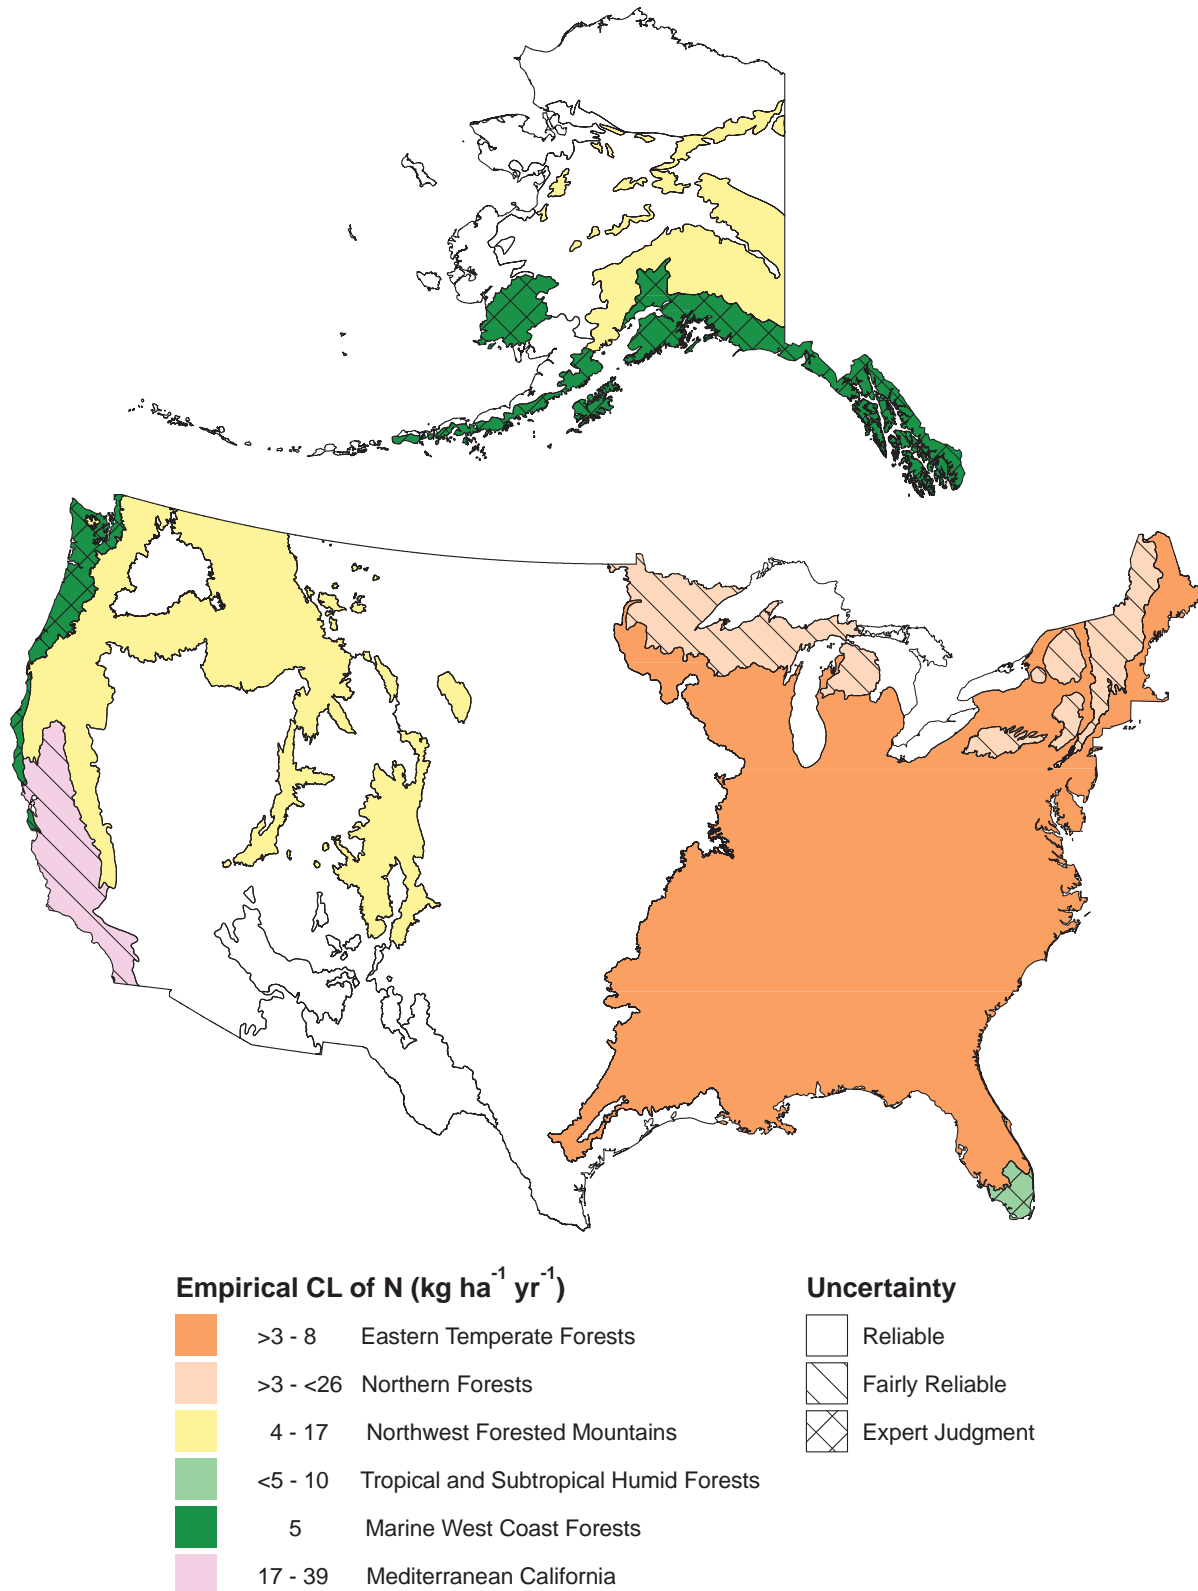 Empirical CL of N (kg ha⁻¹ yr⁻¹)
>3 - 8 Eastern Temperate Forests
>3 - <26 Northern Forests
4 - 17 Northwest Forested Mountains
<5 - 10 Tropical and Subtropical Humid Forests
5 Marine West Coast Forests
17 - 39 Mediterranean California
Uncertainty
Reliable
Fairly Reliable
Expert Judgment